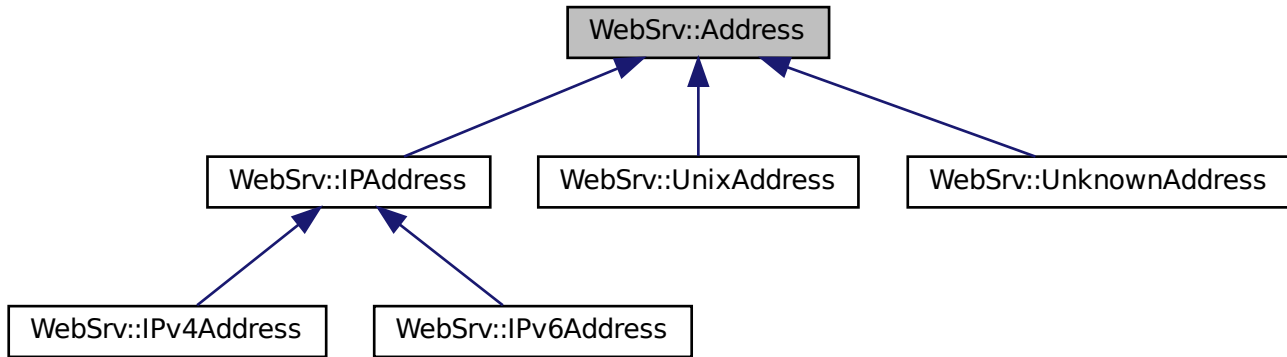 WebSrv::Address
WebSrv::IPAddress
WebSrv::UnixAddress
WebSrv::UnknownAddress
WebSrv::IPv4Address
WebSrv::IPv6Address